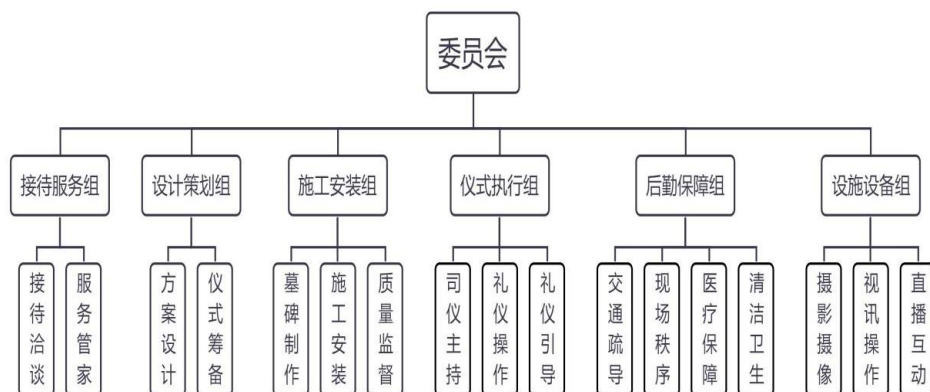 委员会
接待服务组
设计策划组
施工安装组
仪式执行组
后勤保障组
设施设备组
接待洽谈
服务管家
方案设计
仪式筹备
墓碑制作
施工安装
质量监督
司仪主持
礼仪操作
礼仪引导
交通疏导
现场秩序
医疗保障
清洁卫生
摄影摄像
视讯操作
直播互动